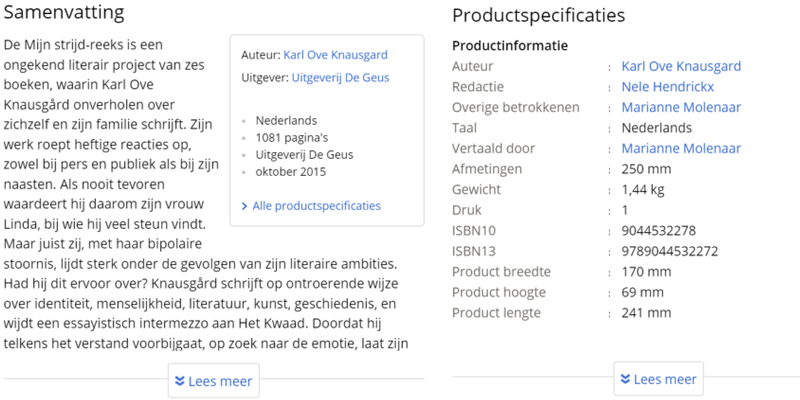 Samenvatting
De Mijn strijd-reeks is een
ongekend literair project van zes
boeken, waarin Karl Ove
Knausgård onverholen over
zichzelf en zijn familie schrijft. Zijn
werk roept heftige reacties op,
zowel bij pers en publiek als bij zijn
naasten. Als nooit tevoren
waardeert hij daarom zijn vrouw
Linda, bij wie hij veel steun vindt.
Maar juist zij, met haar bipolaire
stoornis, lijdt sterk onder de gevolgen van zijn literaire ambities.
Had hij dit ervoor over? Knausgård schrijft op ontroerende wijze
over identiteit, menselijkheid, literatuur, kunst, geschiedenis, en
wijdt een essayistisch intermezzo aan Het Kwaad. Doordat hij
telkens het verstand voorbijgaat, op zoek naar de emotie, laat zijn
Lees meer
Auteur: Karl Ove Knausgard
Uitgever: Uitgeverij De Geus
Nederlands
1081 pagina's
Uitgeverij De Geus
oktober 2015
Alle productspecificaties
Productspecificaties
Productinformatie
Auteur : Karl Ove Knausgard
Redactie : Nele Hendrickx
Overige betrokkenen : Marianne Molenaar
Taal : Nederlands
Vertaald door : Marianne Molenaar
Afmetingen : 250 mm
Gewicht : 1,44 kg
Druk : 1
ISBN10 : 9044532278
ISBN13 : 9789044532272
Product breedte : 170 mm
Product hoogte : 69 mm
Product lengte : 241 mm
Lees meer